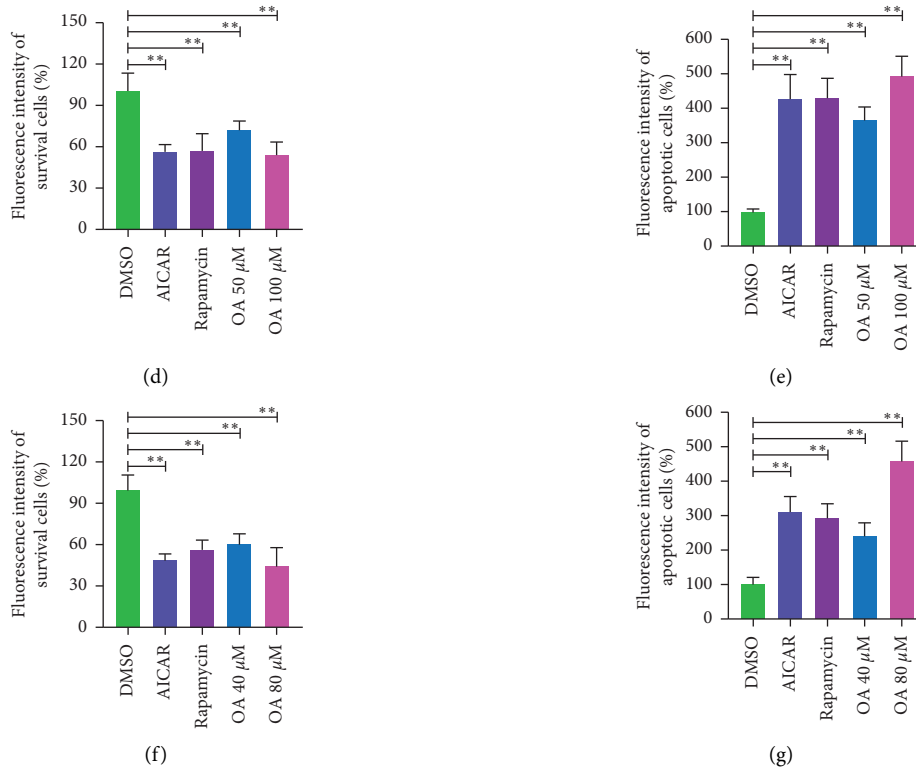 Fluorescence intensity of
survival cells (%)
150
120
90
60
30
0
**
**
**
**
DMSO
AICAR
Rapamycin
OA 50 μM
OA 100 μM
(d)
Fluorescence intensity of
apoptotic cells (%)
600
500
400
300
200
100
0
**
**
**
**
DMSO
AICAR
Rapamycin
OA 50 μM
OA 100 μM
(e)
Fluorescence intensity of
survival cells (%)
150
120
90
60
30
0
**
**
**
**
DMSO
AICAR
Rapamycin
OA 40 μM
OA 80 μM
(f)
Fluorescence intensity of
apoptotic cells (%)
600
500
400
300
200
100
0
**
**
**
**
DMSO
AICAR
Rapamycin
OA 40 μM
OA 80 μM
(g)